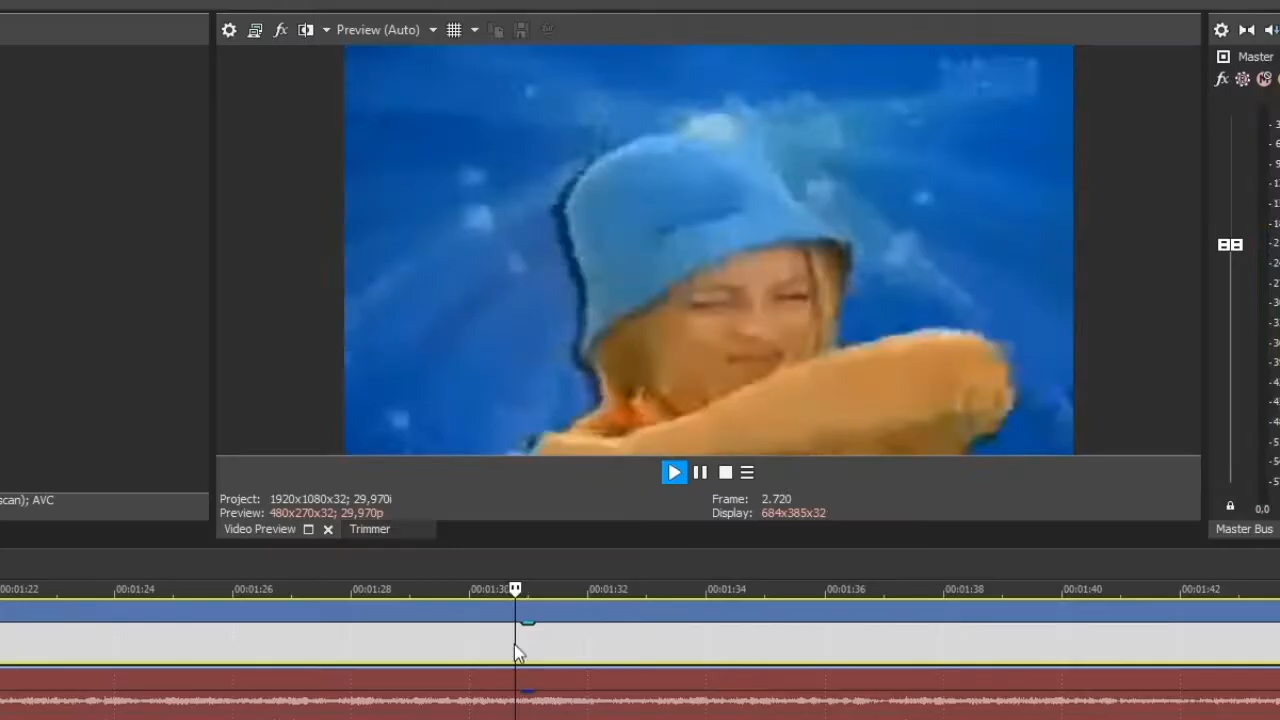 Preview (Auto)
Master
scan); AVC
Project: 1920x1080x32; 29,970i
Frame: 2.720
Preview: 480x270x32; 29,970p
Display: 684x385x32
0,0
Video Preview
Trimmer
Master Bus
00:01:22
00:01:24
00:01:26
00:01:28
00:01:30
00:01:32
00:01:34
00:01:36
00:01:38
00:01:40
00:01:42